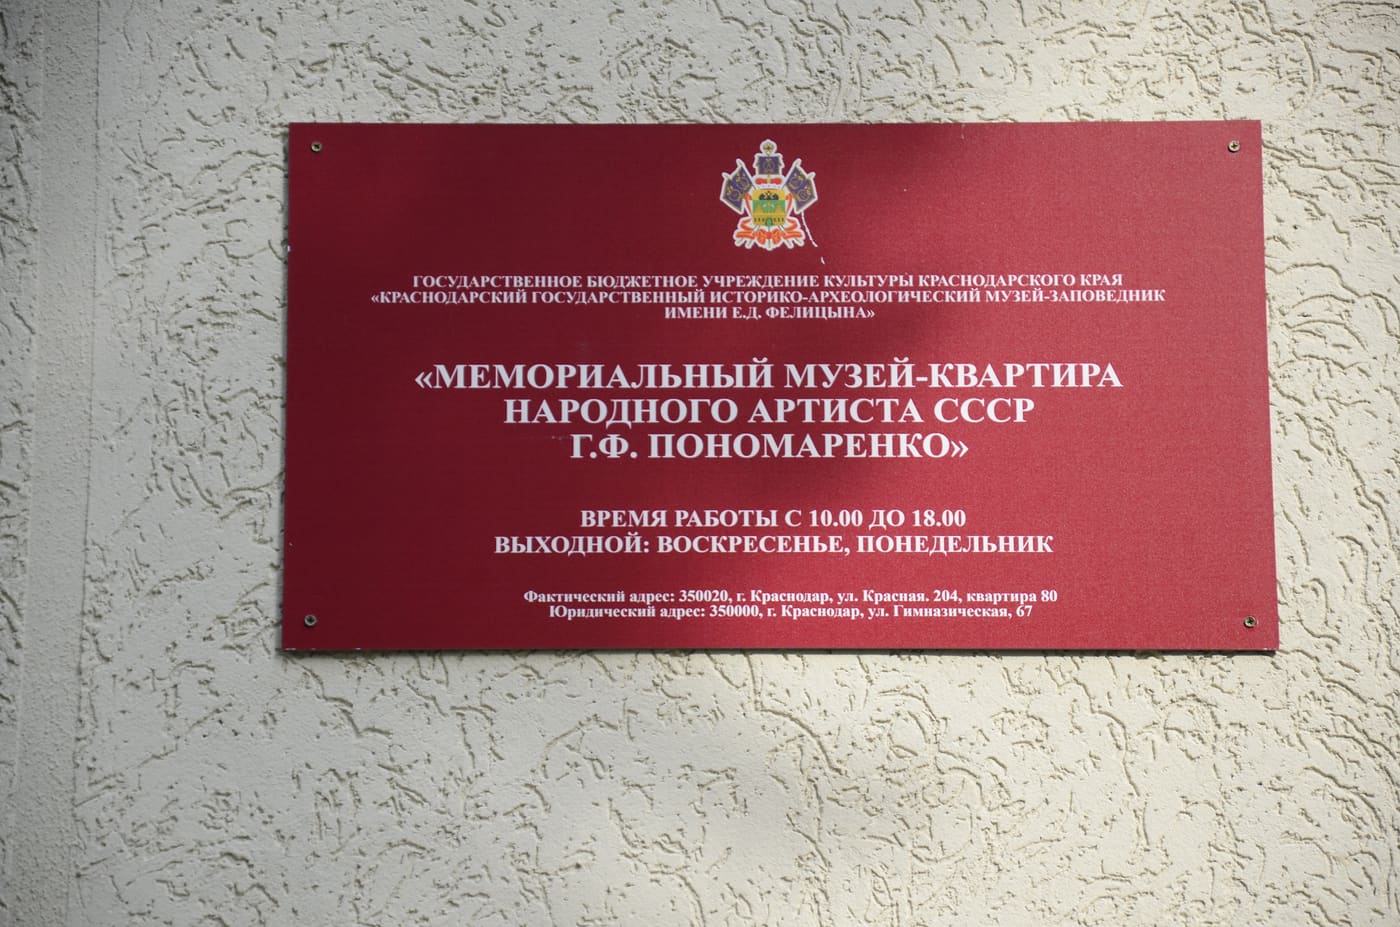 ГОСУДАРСТВЕННОЕ БЮДЖЕТНОЕ УЧРЕЖДЕНИЕ КУЛЬТУРЫ КРАСНОДАРСКОГО КРАЯ
«КРАСНОДАРСКИЙ ГОСУДАРСТВЕННЫЙ ИСТОРИКО-АРХЕОЛОГИЧЕСКИЙ МУЗЕЙ-ЗАПОВЕДНИК
ИМЕНИ Е.Д. ФЕЛИЦЫНА»
«МЕМОРИАЛЬНЫЙ МУЗЕЙ-КВАРТИРА
НАРОДНОГО АРТИСТА СССР
Г.Ф. ПОНОМАРЕНКО»
ВРЕМЯ РАБОТЫ С 10.00 ДО 18.00
ВЫХОДНОЙ: ВОСКРЕСЕНЬЕ, ПОНЕДЕЛЬНИК
Фактический адрес: 350020, г. Краснодар, ул. Красная. 204, квартира 80
Юридический адрес: 350000, г. Краснодар, ул. Гимназическая, 67